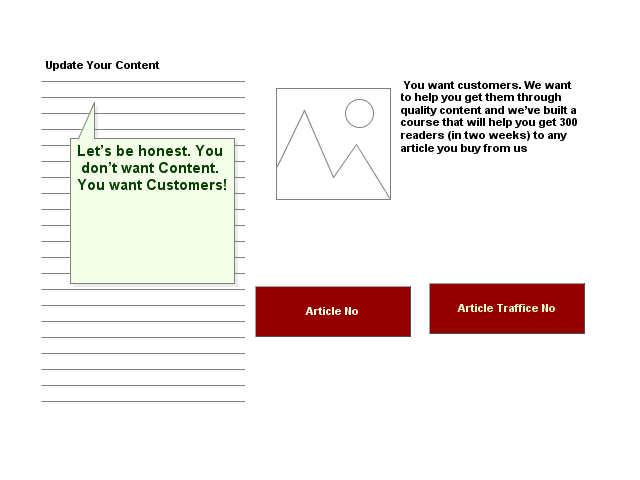 Update Your Content
Let's be honest. You
don't want Content.
You want Customers!
You want customers. We want
to help you get them through
quality content and we've built a
course that will help you get 300
readers (in two weeks) to any
article you buy from us
Article No
Article Traffice No